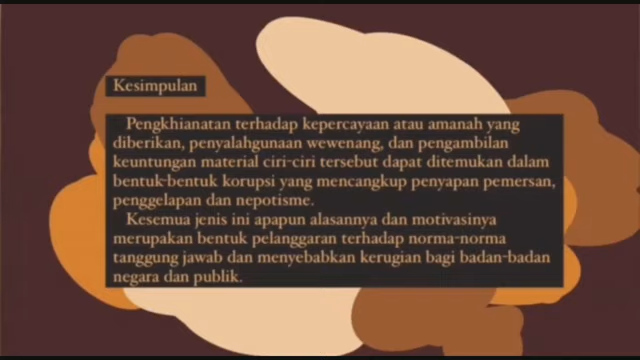 Kesimpulan
Pengkhianatan terhadap kepercayaan atau amanah yang
diberikan, penyalahgunaan wewenang, dan pengambilan
keuntungan material ciri-ciri tersebut dapat ditemukan dalam
bentuk-bentuk korupsi yang mencangkup penyapan pemersan,
penggelapan dan nepotisme.
Kesemua jenis ini apapun alasannya dan motivasinya
merupakan bentuk pelanggaran terhadap norma-norma
tanggung jawab dan menyebabkan kerugian bagi badan-badan
negara dan publik.